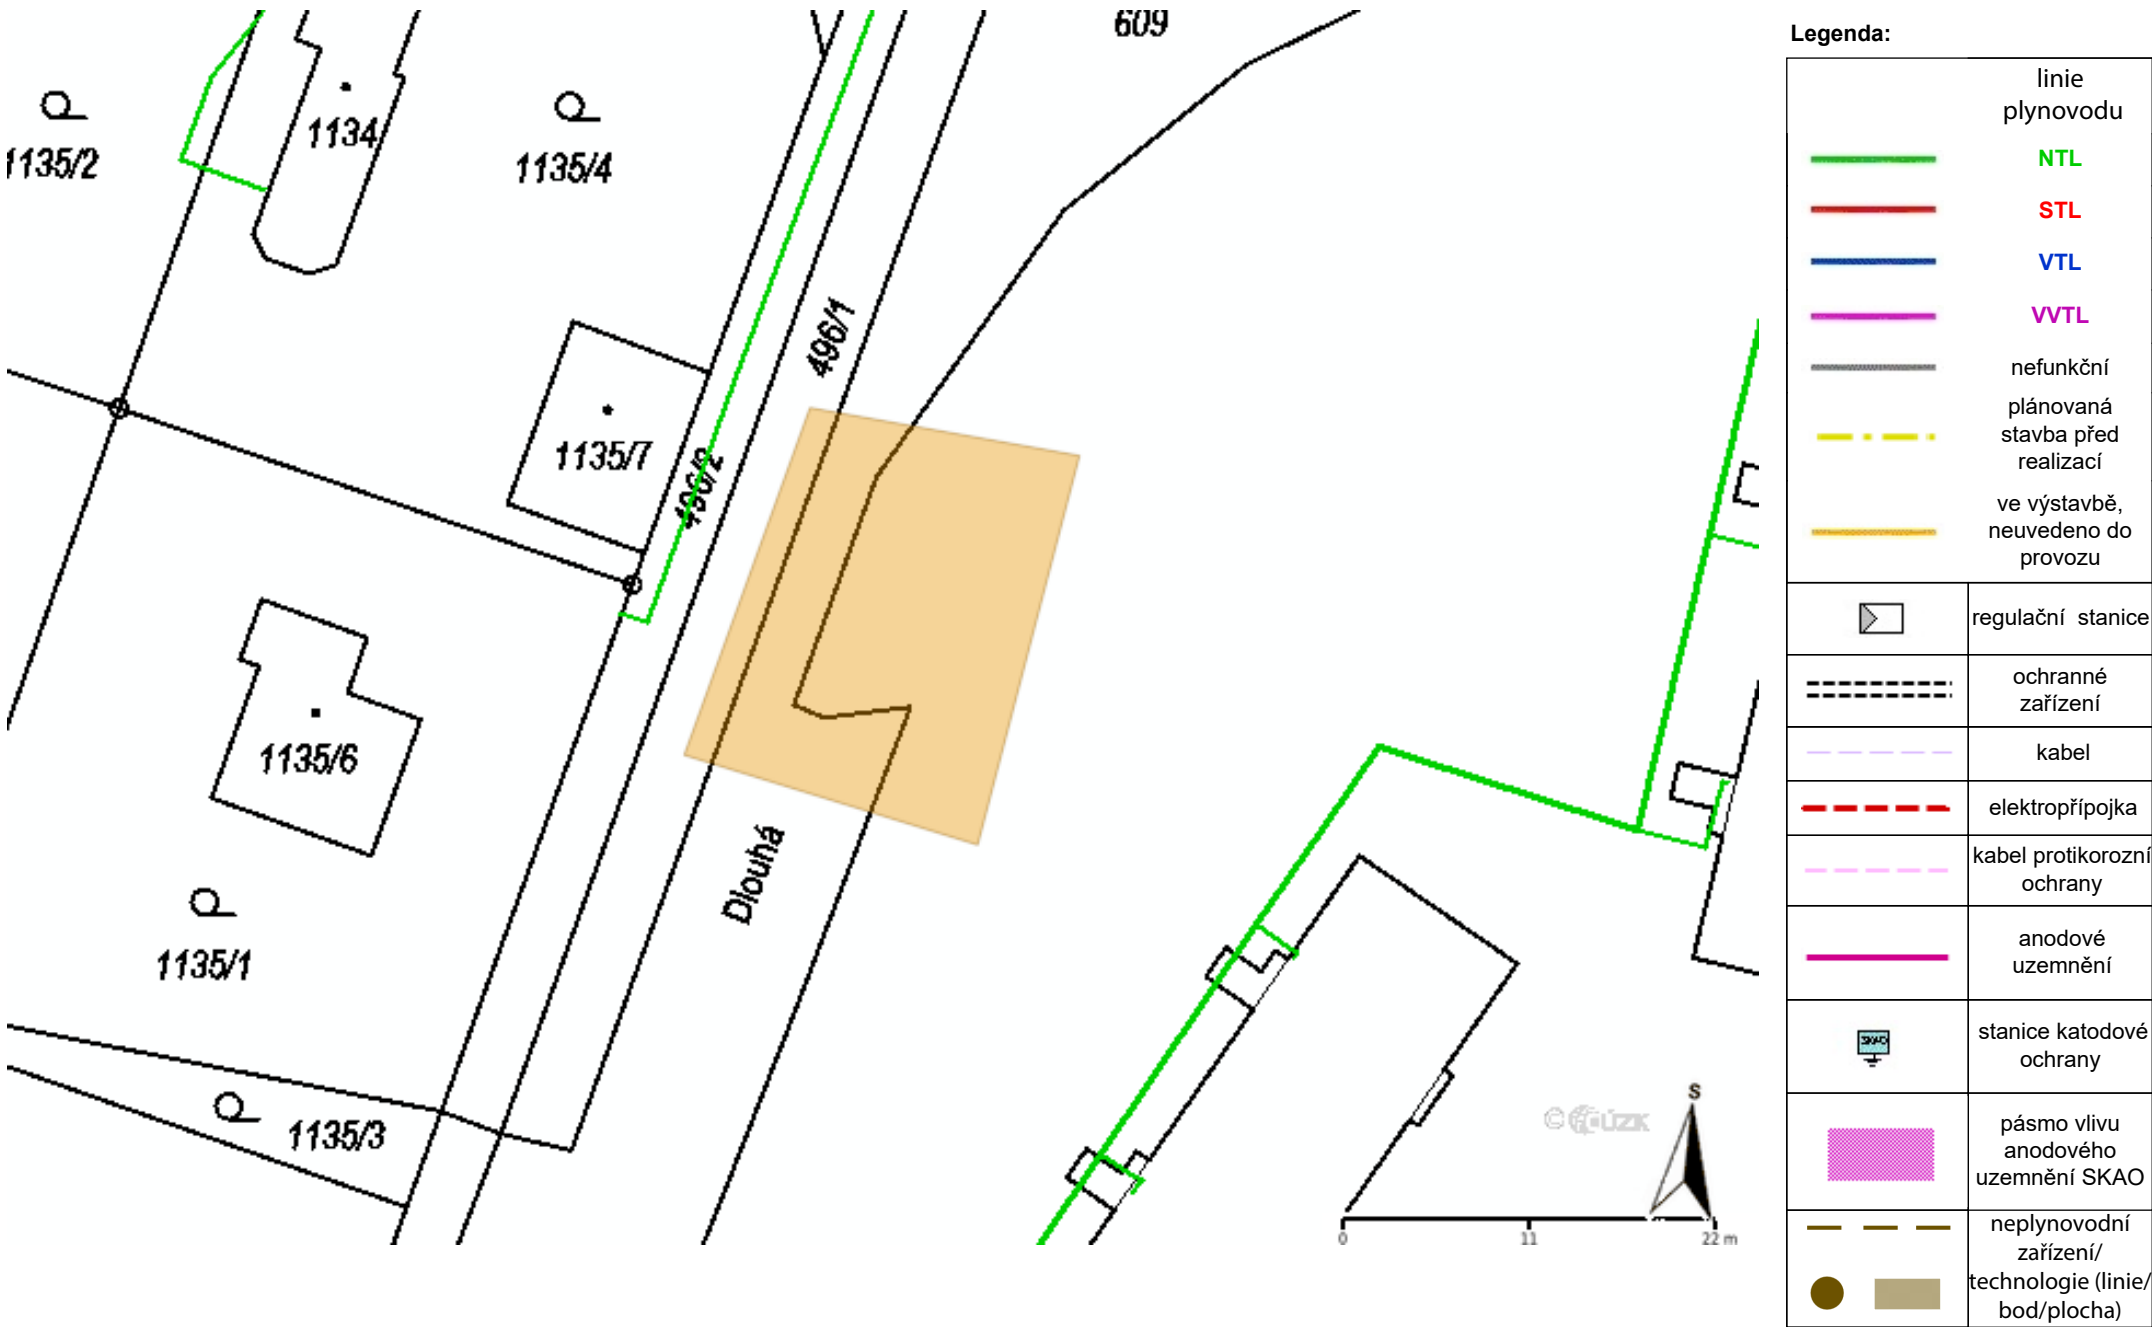 609
1134
1135/2
1135/4
496/1
1135/7
496/2
1135/6
Dlouhá
1135/1
1135/3
© ČÚZK
S
0 11 22 m
Legenda:
linie
plynovodu
NTL
STL
VTL
VVTL
nefunkční
plánovaná
stavba před
realizací
ve výstavbě,
neuvedeno do
provozu
regulační stanice
ochranné
zařízení
kabel
elektropřípojka
kabel protikorozní
ochrany
anodové
uzemnění
SKAO
stanice katodové
ochrany
pásmo vlivu
anodového
uzemnění SKAO
neplynovodní
zařízení/
technologie (linie/
bod/plocha)